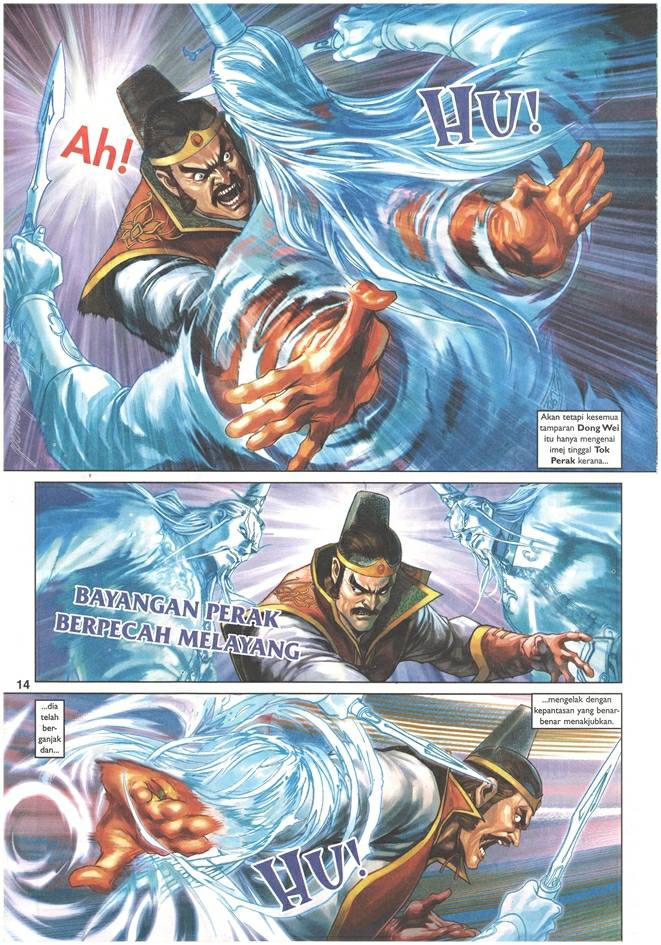 Ah!
HU!
Akan tetapi kesemua
tamparan Dong Wei
itu hanya mengenai
imej tinggal Tok
Perak kerana...
BAYANGAN PERAK
BERPECAH MELAYANG
14
...dia
telah
ber-
ganjak
dan...
...mengelak dengan
kepantasan yang benar-
benar menakjubkan.
HU!